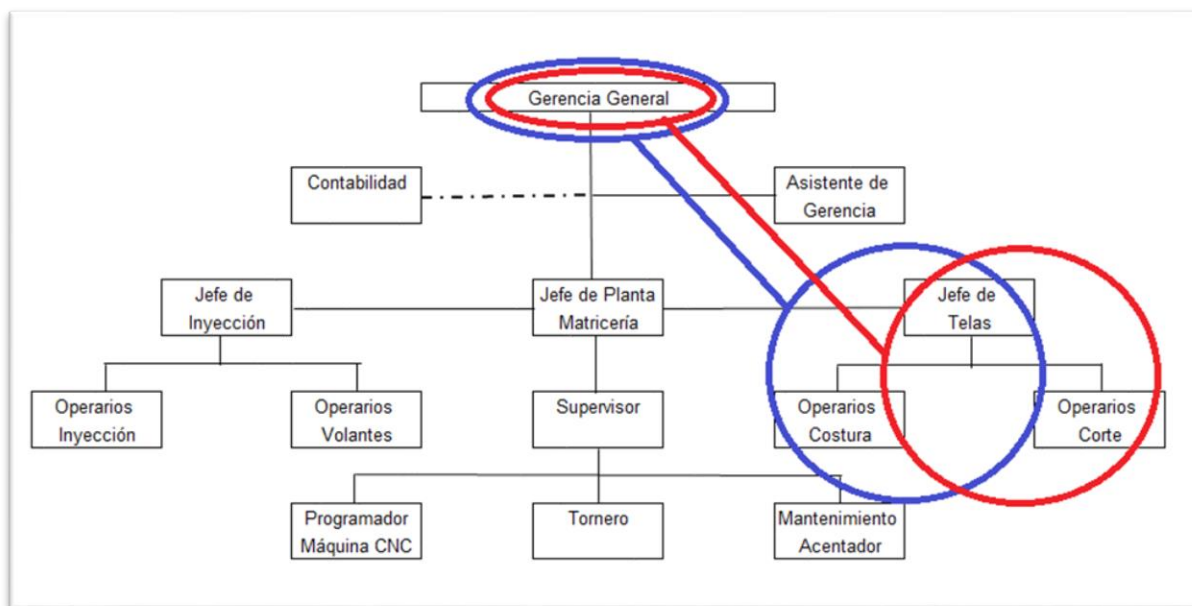 Gerencia General
Contabilidad
Asistente de
Gerencia
Jefe de
Inyección
Jefe de Planta
Matricería
Jefe de
Telas
Operarios
Inyección
Operarios
Volantes
Supervisor
Operarios
Costura
Operarios
Corte
Programador
Máquina CNC
Tornero
Mantenimiento
Acentador